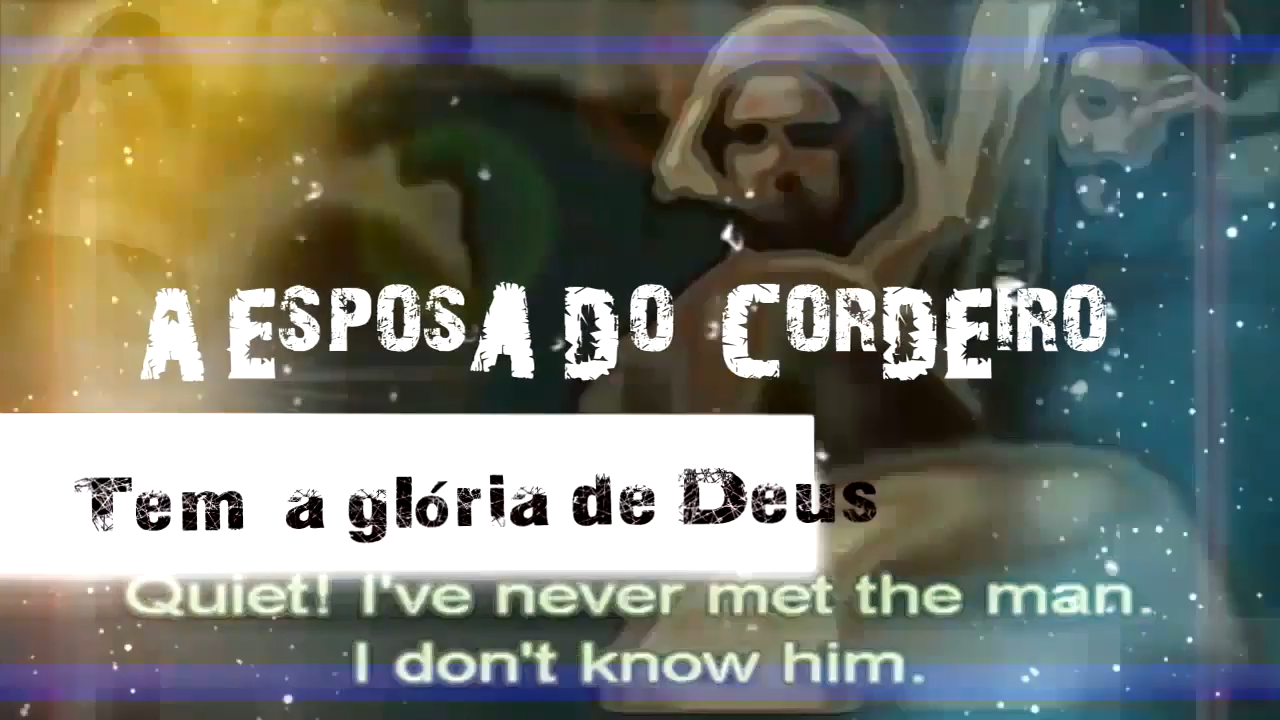 A Esposa Do Cordeiro
Tem a glória de Deus
Quiet! I've never met the man.
I don't know him.